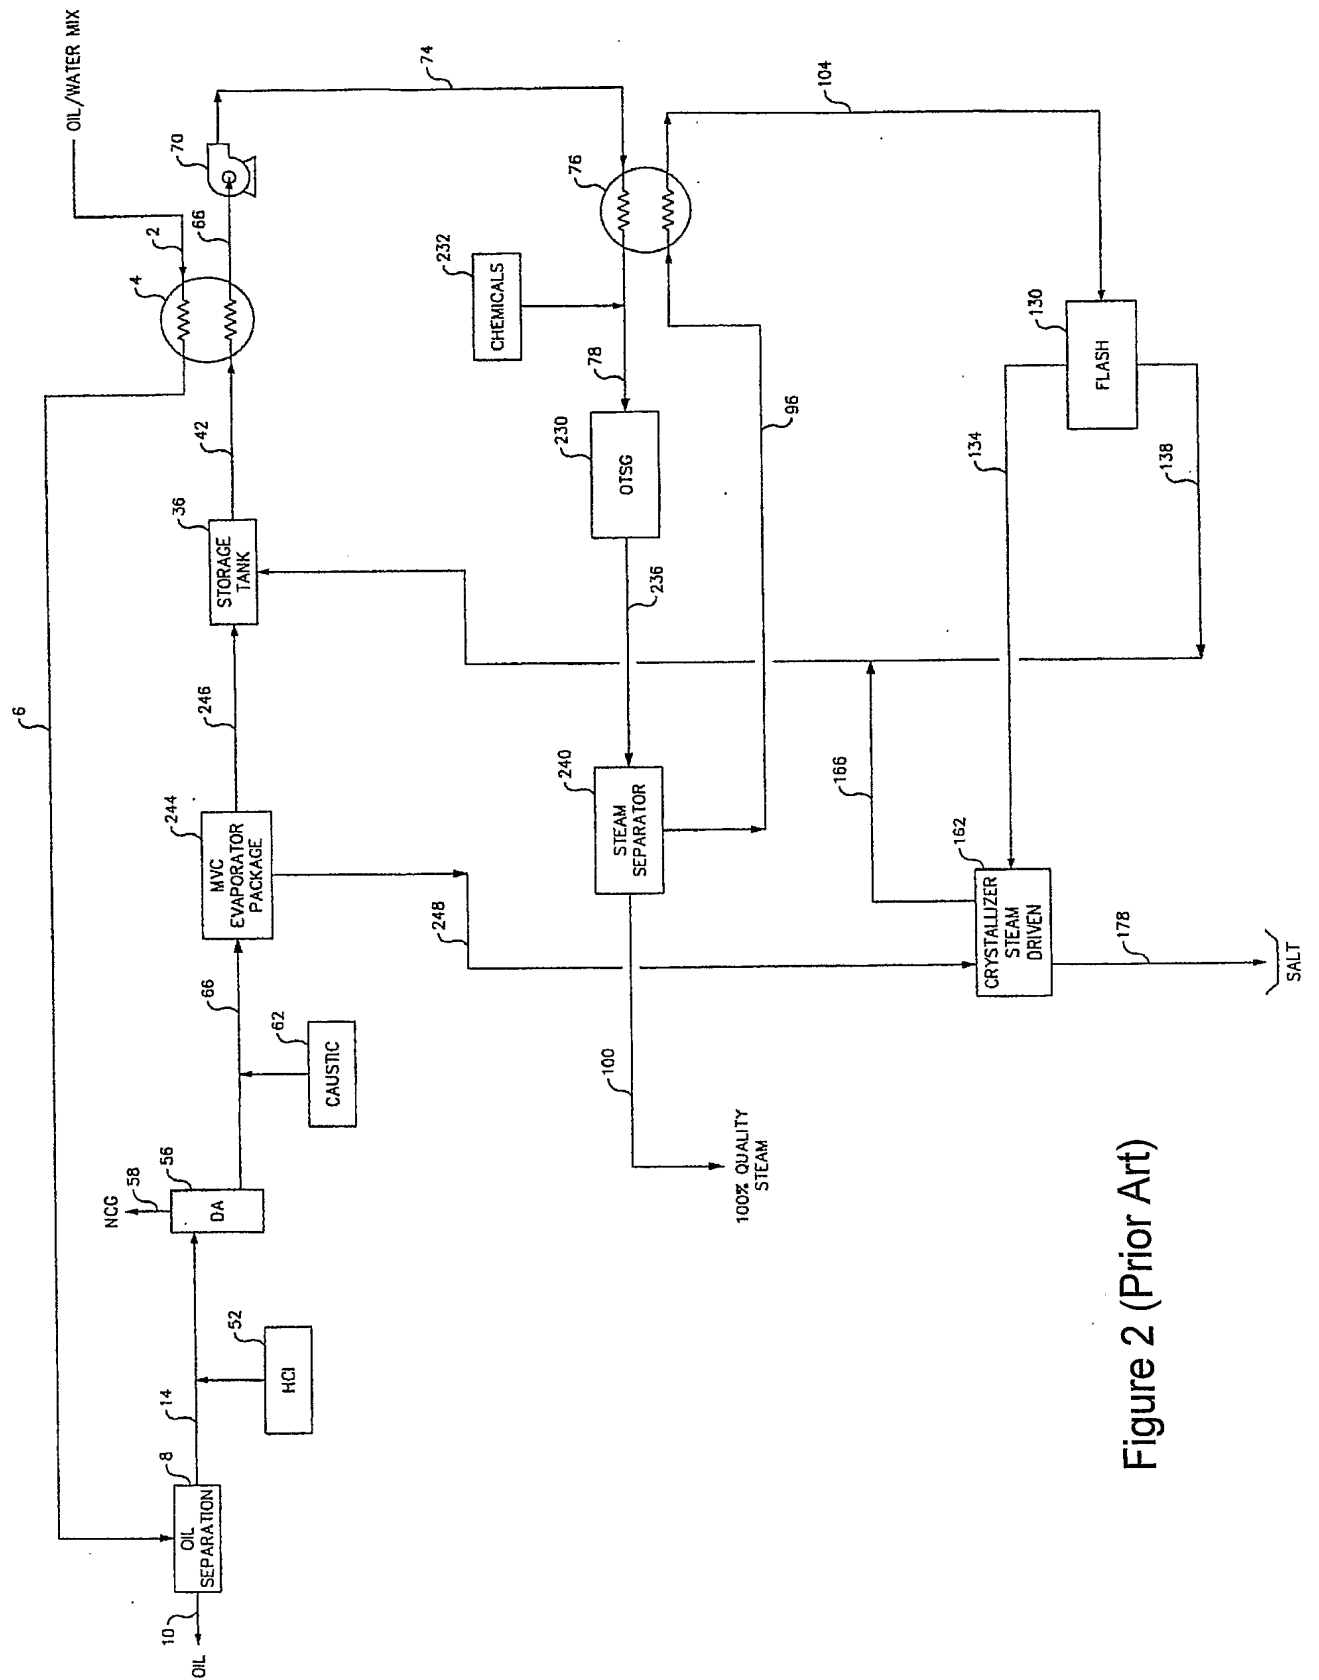 OIL/WATER MIX
2
4
6
66
70
74
42
36
STORAGE
TANK
246
244
MVC
EVAPORATOR
PACKAGE
248
66
62
CAUSTIC
NCG
58
56
DA
52
HCl
14
8
OIL
SEPARATION
10
OIL
76
104
232
CHEMICALS
78
230
OTSG
96
236
240
STEAM
SEPARATOR
100
100% QUALITY
STEAM
130
FLASH
134
138
166
162
CRYSTALLIZER
STEAM
DRIVEN
178
SALT
Figure 2 (Prior Art)